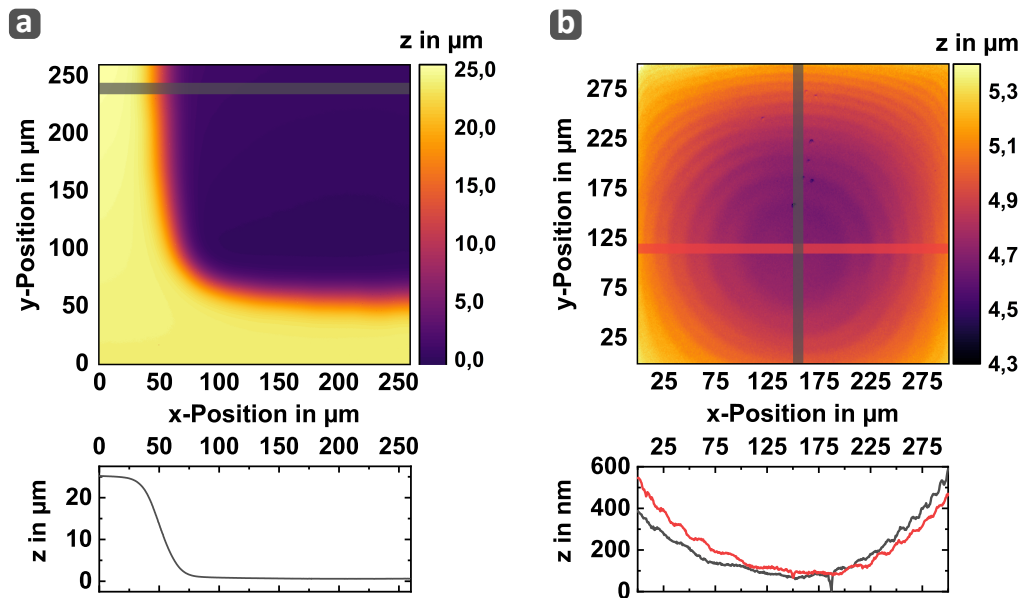 a
z in µm
y-Position in µm
250
200
150
100
50
0
25,0
20,0
15,0
10,0
5,0
0,0
0 50 100 150 200 250
x-Position in µm
0 50 100 150 200 250
z in µm
20
10
0
b
z in µm
y-Position in µm
275
225
175
125
75
25
5,3
5,1
4,9
4,7
4,5
4,3
25 75 125 175 225 275
x-Position in µm
25 75 125 175 225 275
z in nm
600
400
200
0